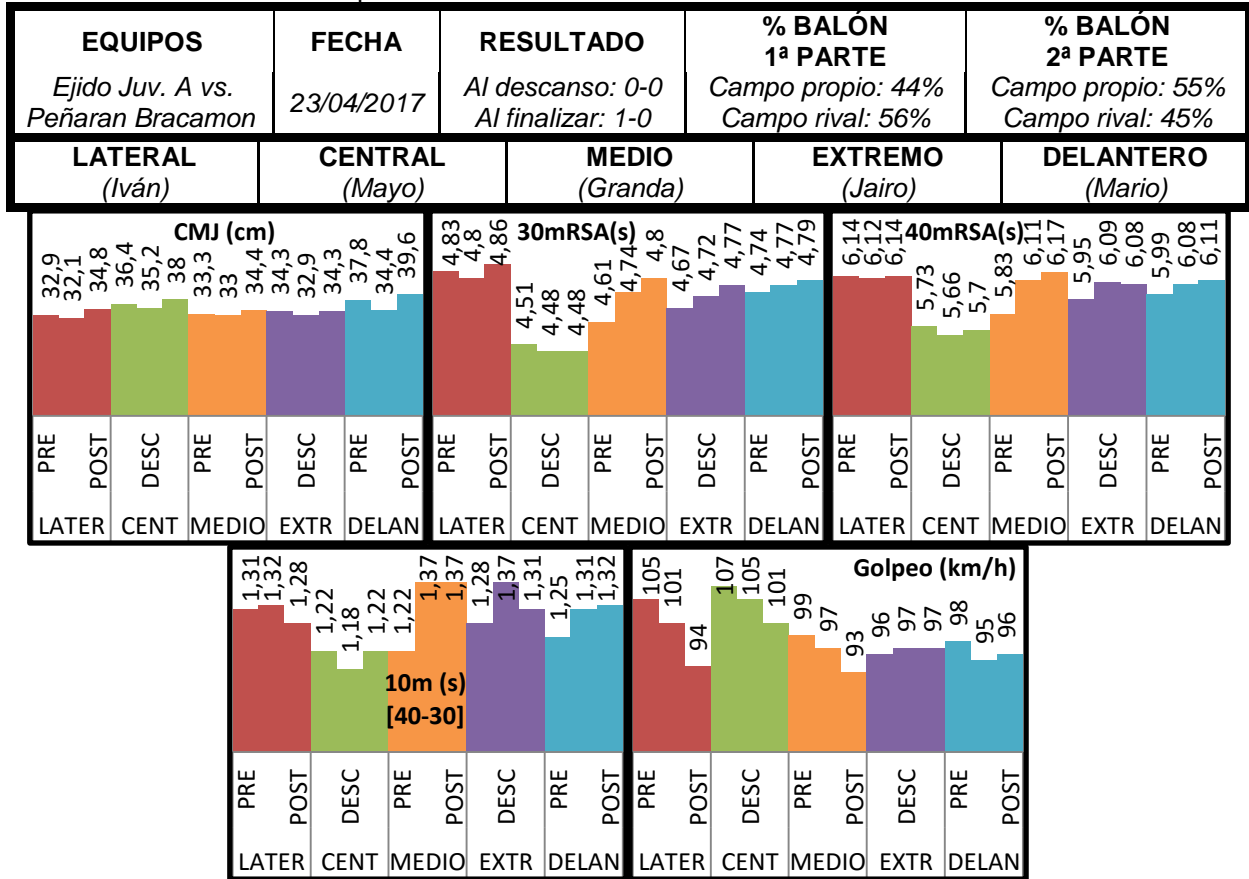 EQUIPOS FECHA RESULTADO % BALÓN 1ª PARTE % BALÓN 2ª PARTE
Ejido Juv. A vs. Peñaran Bracamon 23/04/2017 Al descanso: 0-0 Al finalizar: 1-0 Campo propio: 44% Campo rival: 56% Campo propio: 55% Campo rival: 45%
LATERAL CENTRAL MEDIO EXTREMO DELANTERO
(Iván) (Mayo) (Granda) (Jairo) (Mario)
CMJ (cm)
32,9 32,1 34,8 36,4 35,2 38 33,3 33 34,4 34,3 32,9 34,3 37,8 34,4 39,6
PRE POST DESC PRE POST DESC PRE POST
LATER CENT MEDIO EXTR DELAN
30mRSA(s)
4,83 4,8 4,86 4,51 4,48 4,48 4,61 4,74 4,8 4,67 4,72 4,77 4,74 4,77 4,79
PRE POST DESC PRE POST DESC PRE POST
LATER CENT MEDIO EXTR DELAN
40mRSA(s)
6,14 6,12 6,14 5,73 5,66 5,7 5,83 6,11 6,17 5,95 6,09 6,08 5,99 6,08 6,11
PRE POST DESC PRE POST DESC PRE POST
LATER CENT MEDIO EXTR DELAN
1,31 1,32 1,28 1,22 1,18 1,22 1,22 1,37 1,37 1,28 1,37 1,31 1,25 1,31 1,32
10m (s)
[40-30]
PRE POST DESC PRE POST DESC PRE POST
LATER CENT MEDIO EXTR DELAN
Golpeo (km/h)
105 101 94 107 105 101 99 97 93 96 97 97 98 95 96
PRE POST DESC PRE POST DESC PRE POST
LATER CENT MEDIO EXTR DELAN